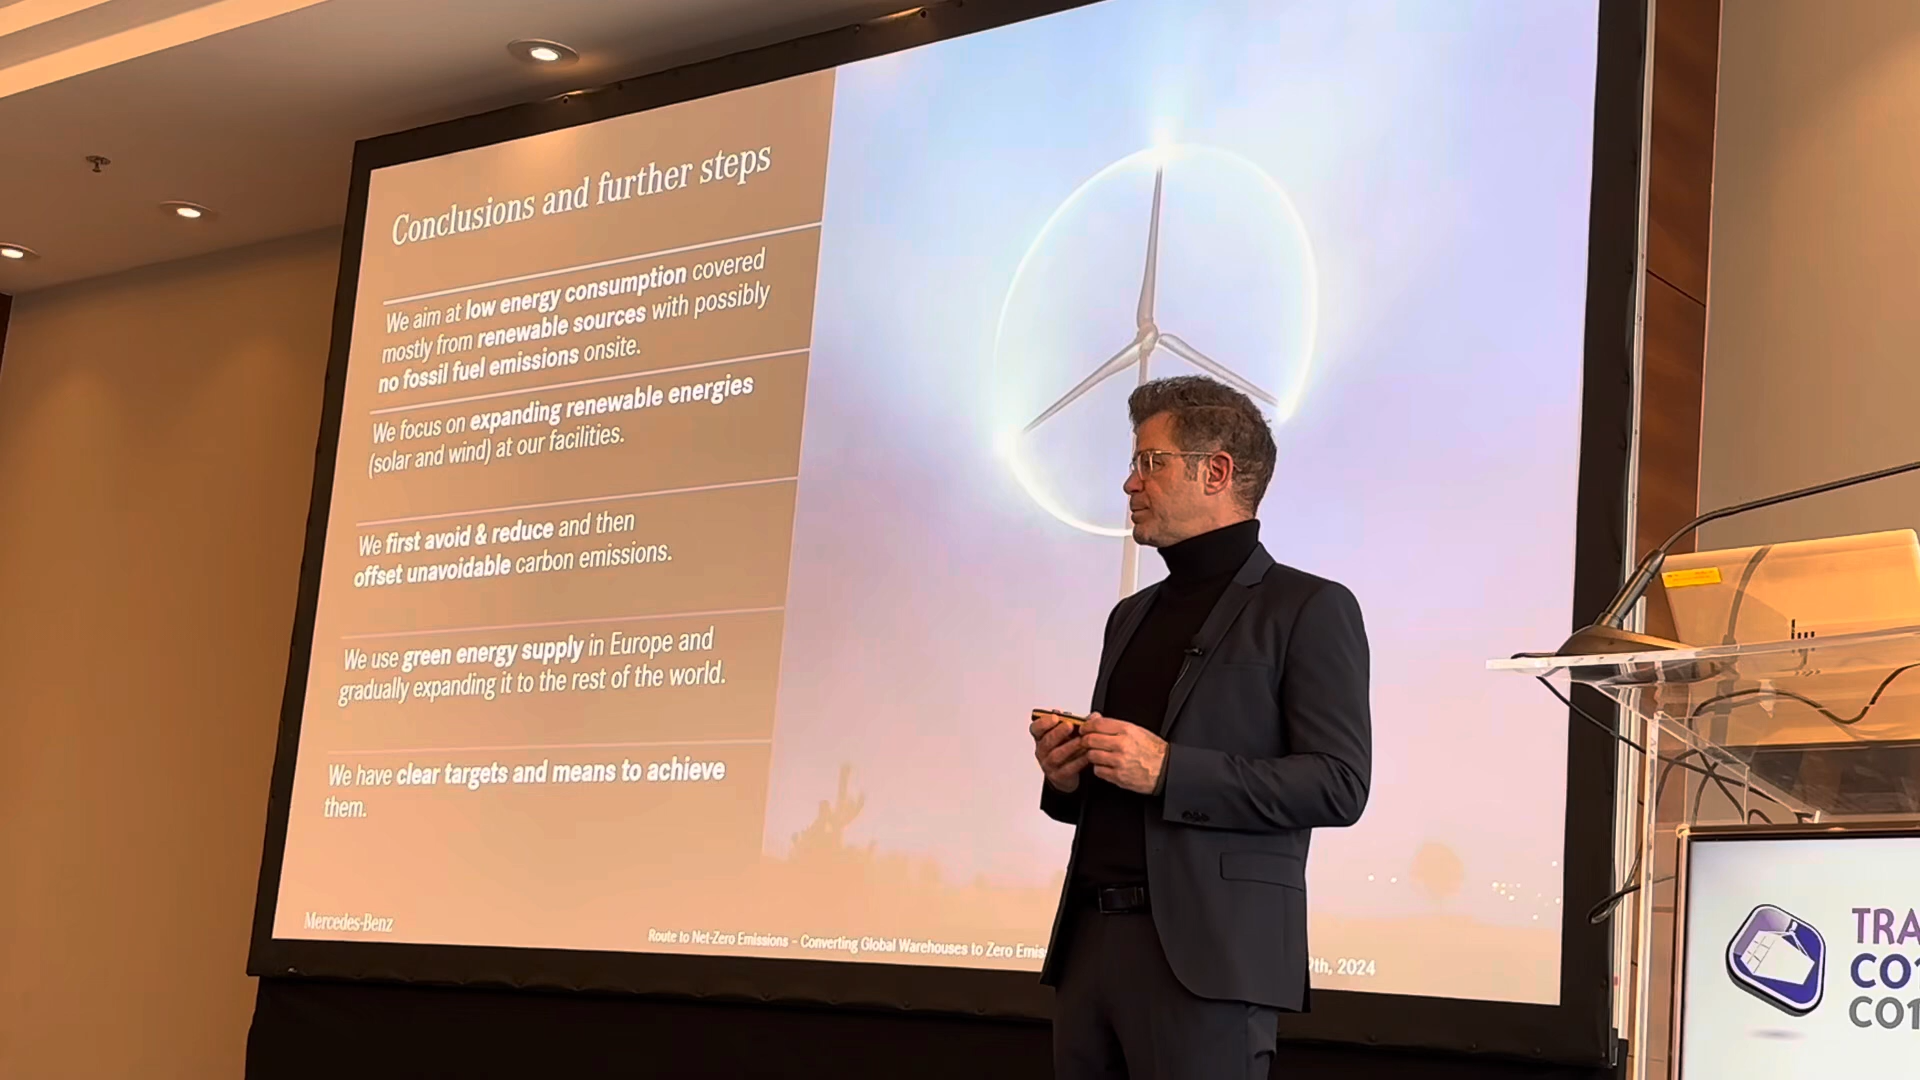 Conclusions and further steps
We aim at low energy consumption covered
mostly from renewable sources with possibly
no fossil fuel emissions onsite.
We focus on expanding renewable energies
(solar and wind) at our facilities.
We first avoid & reduce and then
offset unavoidable carbon emissions.
We use green energy supply in Europe and
gradually expanding it to the rest of the world.
We have clear targets and means to achieve
them.
Mercedes-Benz
Route to Net-Zero Emissions – Converting Global Warehouses to Zero Emis
9th, 2024
hp
TRA
CO
CO